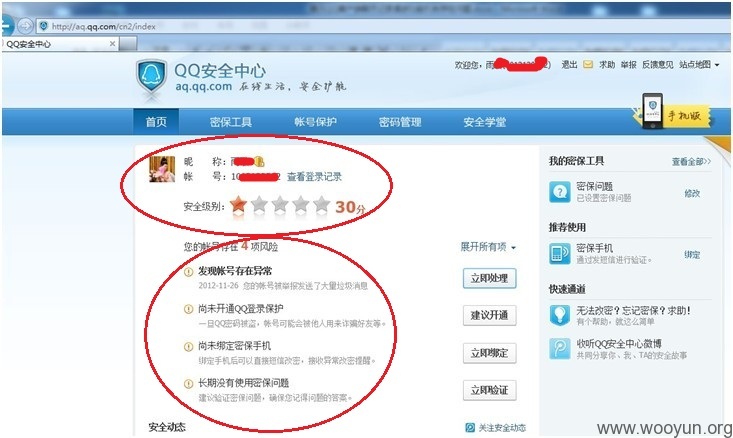 http://aq.qq.com/cn2/index
QQ安全中心
QQ安全中心
aq.qq.com 在线生活，安全护航
欢迎您，雨 退出 求助 举报 反馈意见 站点地图
手机版
首页 密保工具 帐号保护 密码管理 安全学堂
昵 称：
帐 号：10 查看登录记录
安全级别： 30分
您的帐号存在 4 项风险 展开所有项
发现帐号存在异常
2012-11-26 您的帐号被举报发送了大量垃圾消息
立即处理
尚未开通QQ登录保护
一旦QQ密码被盗，帐号可能会被他人用来诈骗好友等。
建议开通
尚未绑定密保手机
绑定手机后可以直接短信改密，接收异常改密提醒。
立即绑定
长期没有使用密保问题
建议验证密保问题，确保您记得问题的答案。
立即验证
安全动态 关注安全动态
我的密保工具 查看全部>>
密保问题
已设置密保问题 修改
推荐使用
密保手机
通过发短信进行验证。 绑定
快速通道
无法改密？忘记密保？求助！
有个帮助，就这么简单
收听QQ安全中心微博
共同分享你、我、TA的安全故事
www.wooyun.org